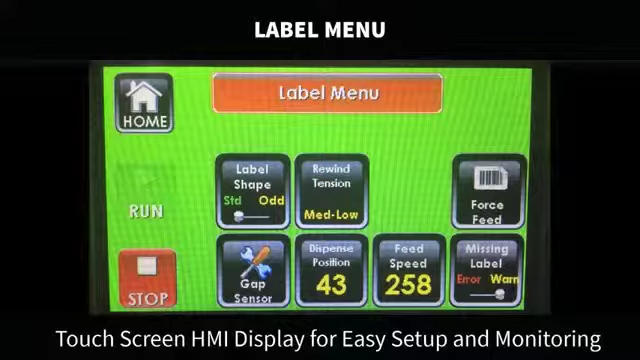 LABEL MENU
Label Menu
HOME
RUN
STOP
Label
Shape
Std Odd
Rewind
Tension
Med-Low
Force
Feed
Gap
Sensor
Dispense
Position
43
Feed
Speed
258
Missing
Label
Error Warn
Touch Screen HMI Display for Easy Setup and Monitoring